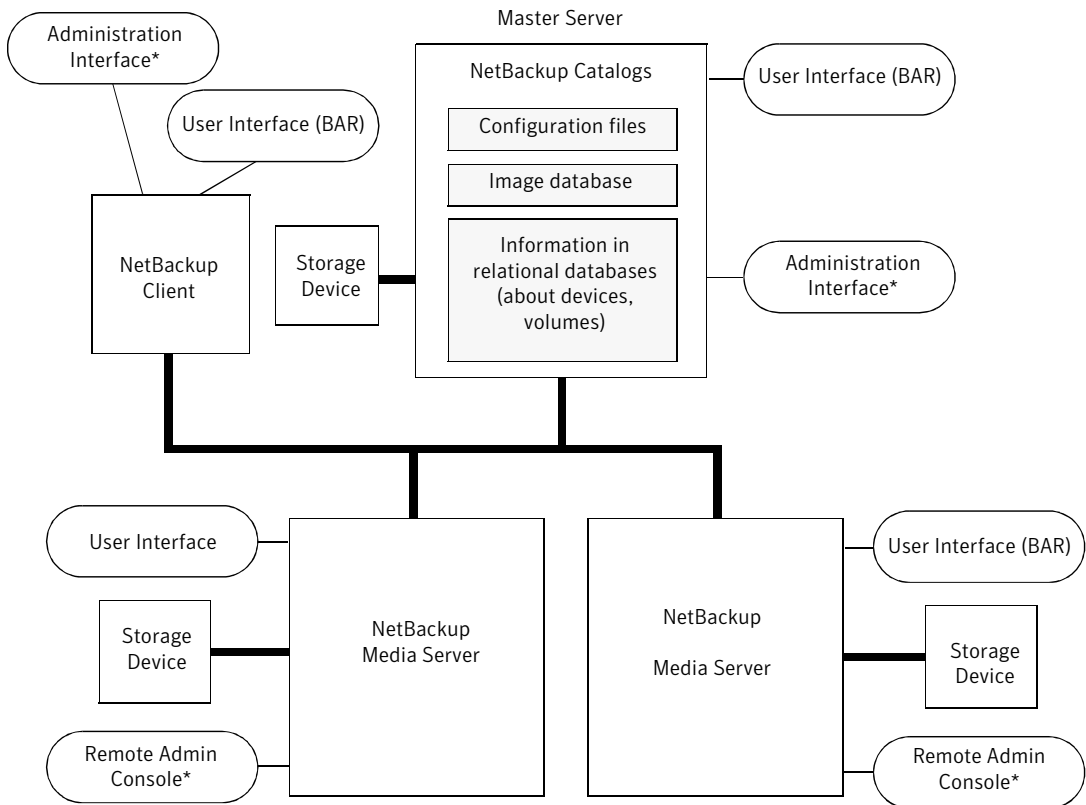 Master Server
Administration
Interface*
User Interface (BAR)
NetBackup
Client
Storage
Device
NetBackup Catalogs
Configuration files
Image database
Information in
relational databases
(about devices,
volumes)
User Interface (BAR)
Administration
Interface*
User Interface
Storage
Device
Remote Admin
Console*
NetBackup
Media Server
NetBackup
Media Server
User Interface (BAR)
Storage
Device
Remote Admin
Console*